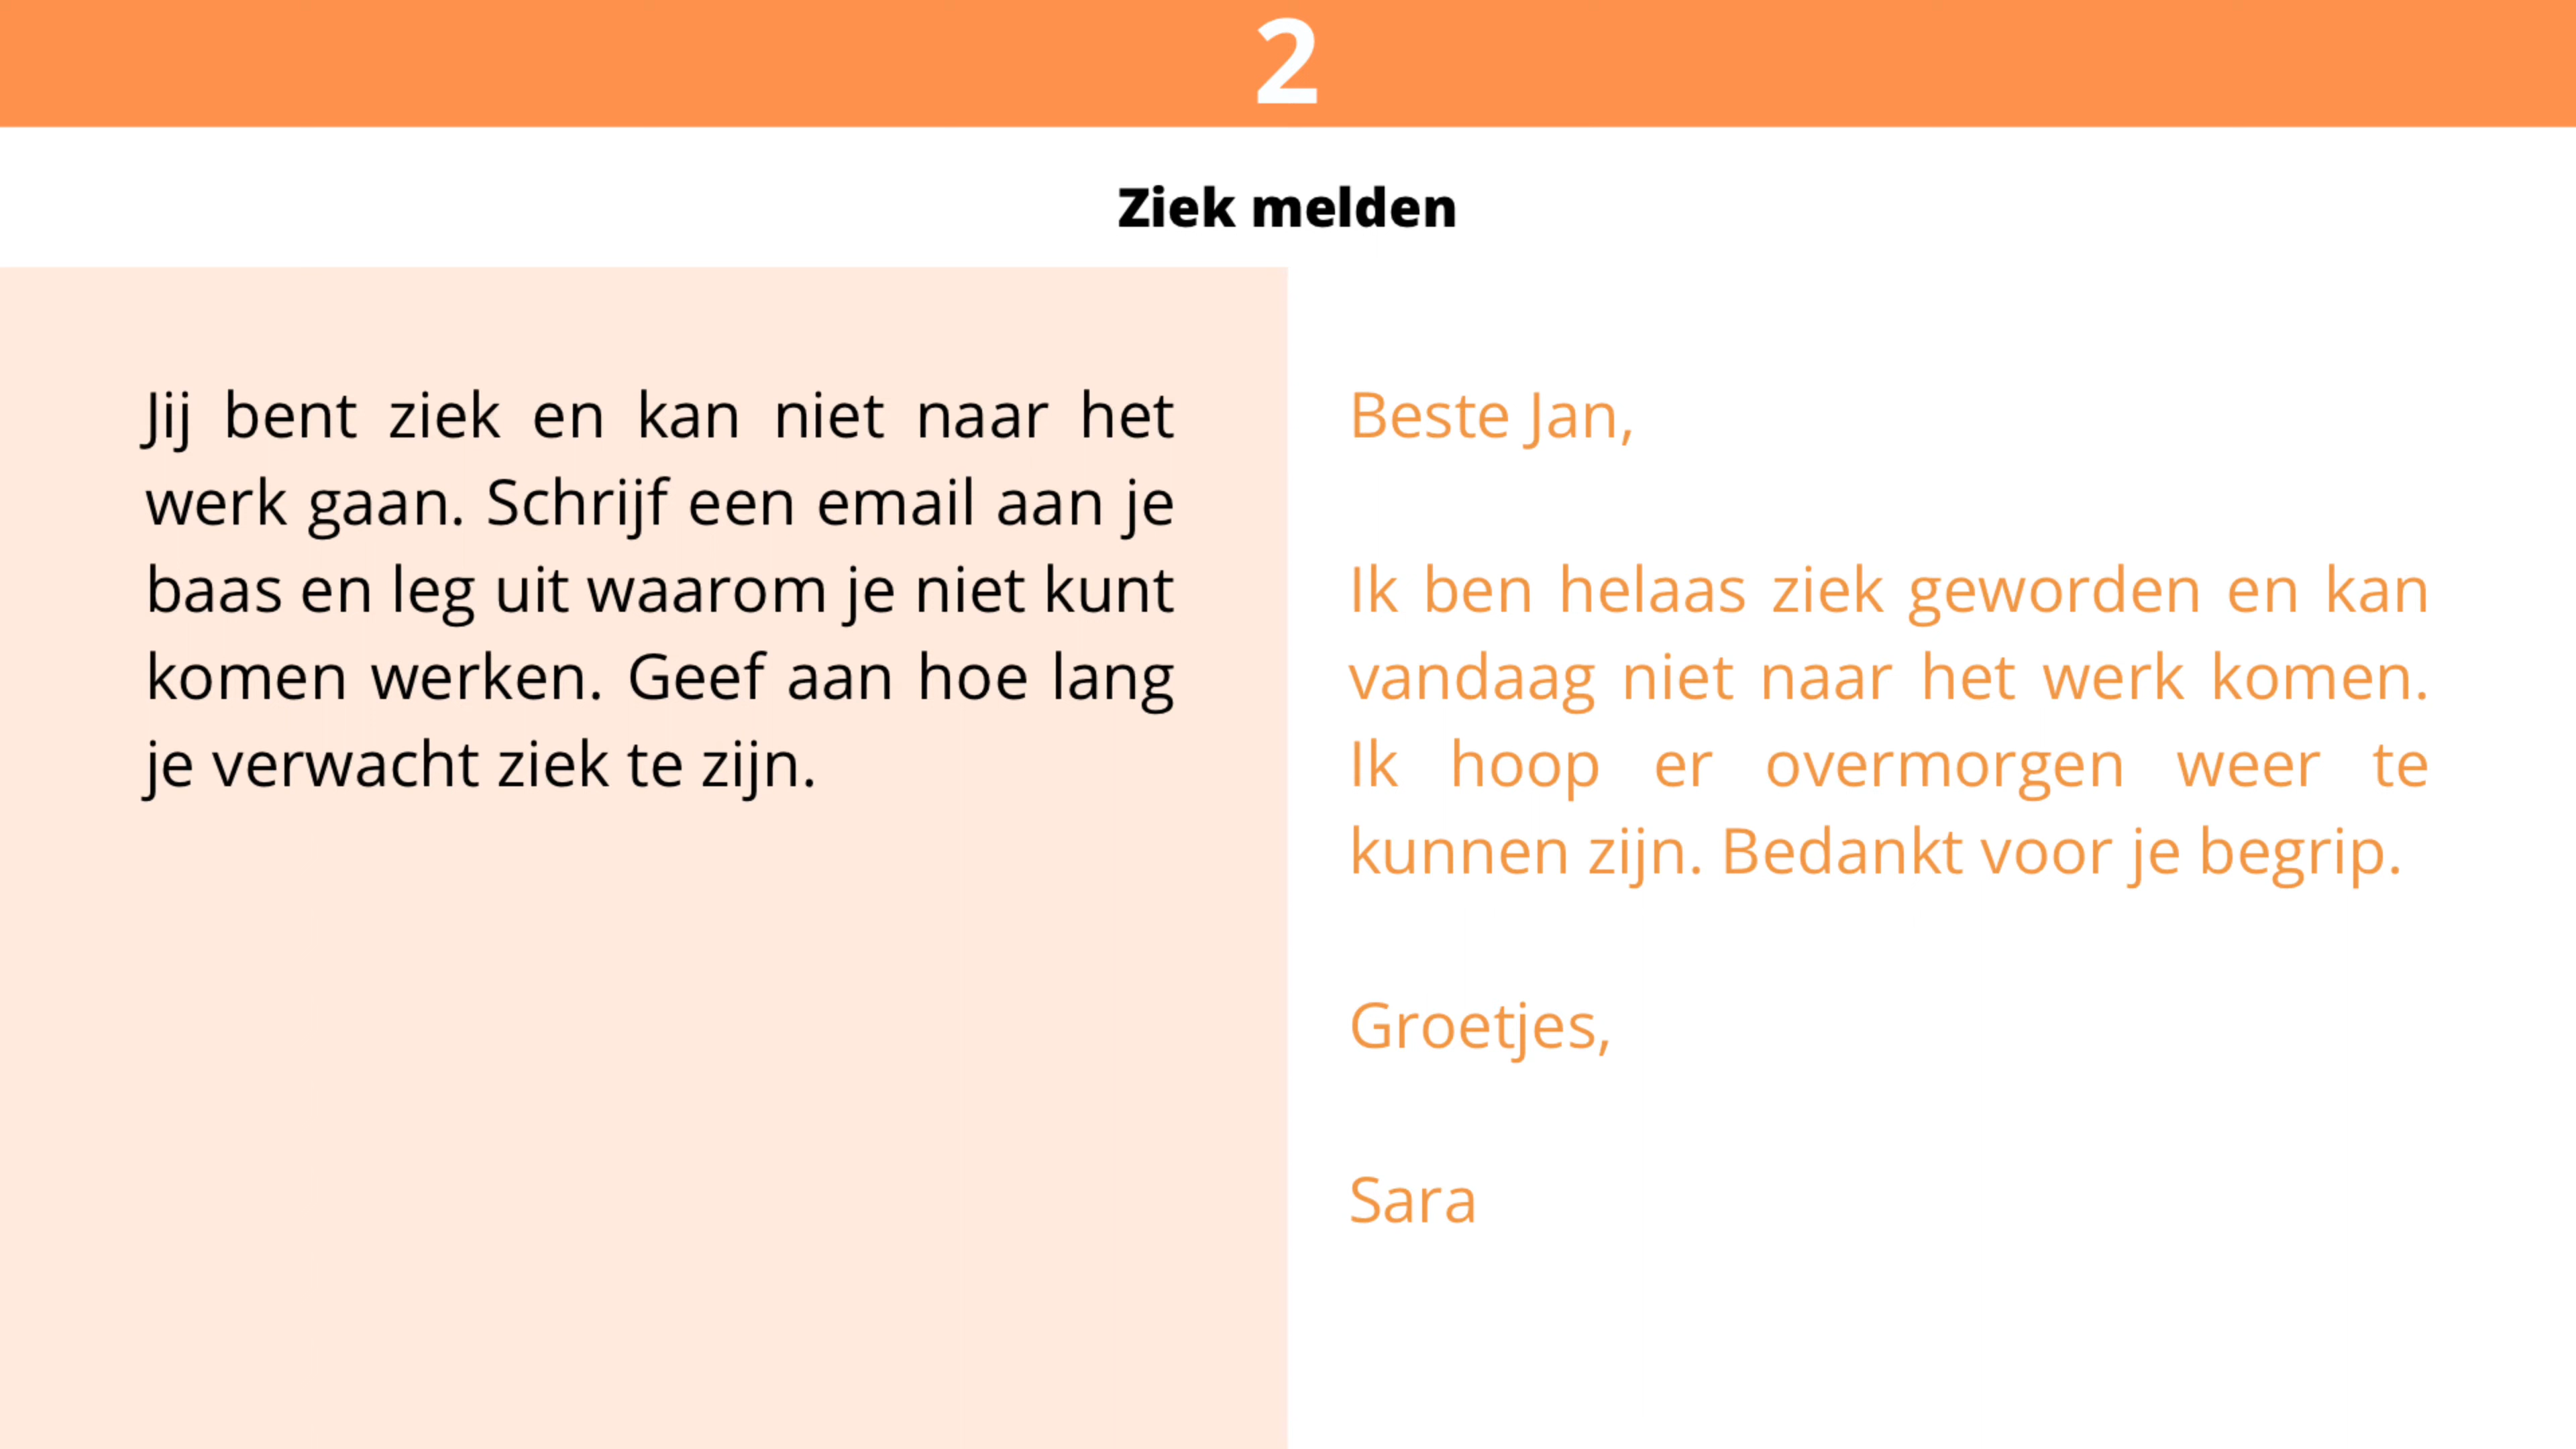 2
Ziek melden
Jij bent ziek en kan niet naar het
werk gaan. Schrijf een email aan je
baas en leg uit waarom je niet kunt
komen werken. Geef aan hoe lang
je verwacht ziek te zijn.
Beste Jan,
Ik ben helaas ziek geworden en kan
vandaag niet naar het werk komen.
Ik hoop er overmorgen weer te
kunnen zijn. Bedankt voor je begrip.
Groetjes,
Sara